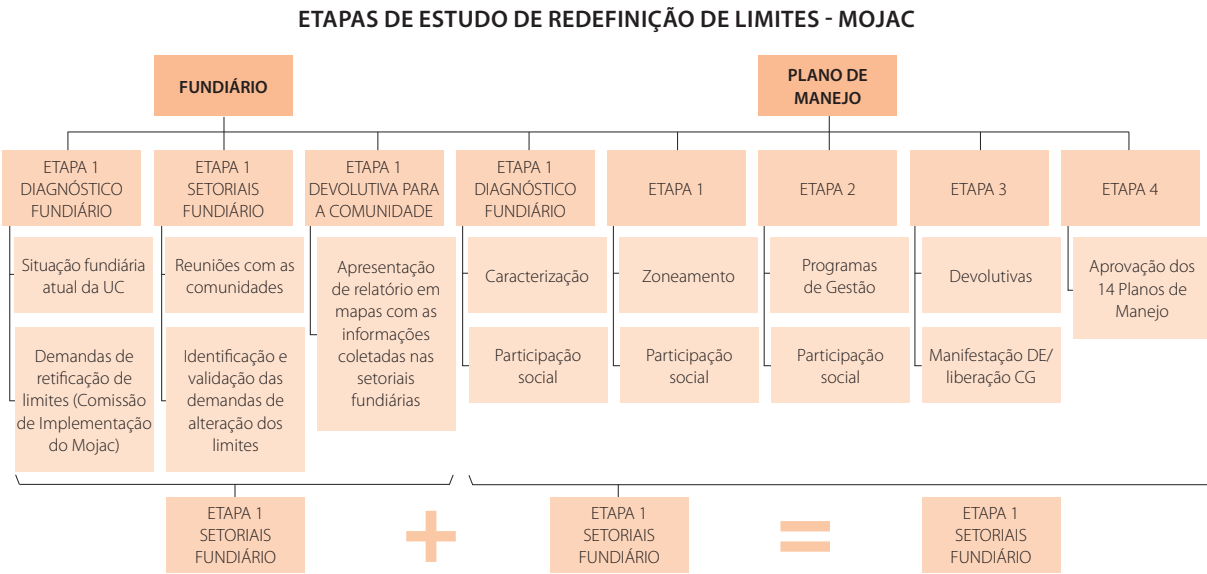 ETAPAS DE ESTUDO DE REDEFINIÇÃO DE LIMITES - MOJAC
FUNDIÁRIO
PLANO DE
MANEJO
ETAPA 1
DIAGNÓSTICO
FUNDIÁRIO
ETAPA 1
SETORIAIS
FUNDIÁRIO
ETAPA 1
DEVOLUTIVA PARA
A COMUNIDADE
ETAPA 1
DIAGNÓSTICO
FUNDIÁRIO
ETAPA 1
ETAPA 2
ETAPA 3
ETAPA 4
Situação fundiária
atual da UC
Reuniões com as
comunidades
Apresentação
de relatório em
mapas com as
informações
coletadas nas
setoriais
fundiárias
Caracterização
Zoneamento
Programas
de Gestão
Devolutivas
Aprovação dos
14 Planos de
Manejo
Demandas de
retificação de
limites (Comissão
de Implementação
do Mojac)
Identificação e
validação das
demandas de
alteração dos
limites
Participação
social
Participação
social
Participação
social
Manifestação DE/
liberação CG
ETAPA 1
SETORIAIS
FUNDIÁRIO
+
ETAPA 1
SETORIAIS
FUNDIÁRIO
=
ETAPA 1
SETORIAIS
FUNDIÁRIO